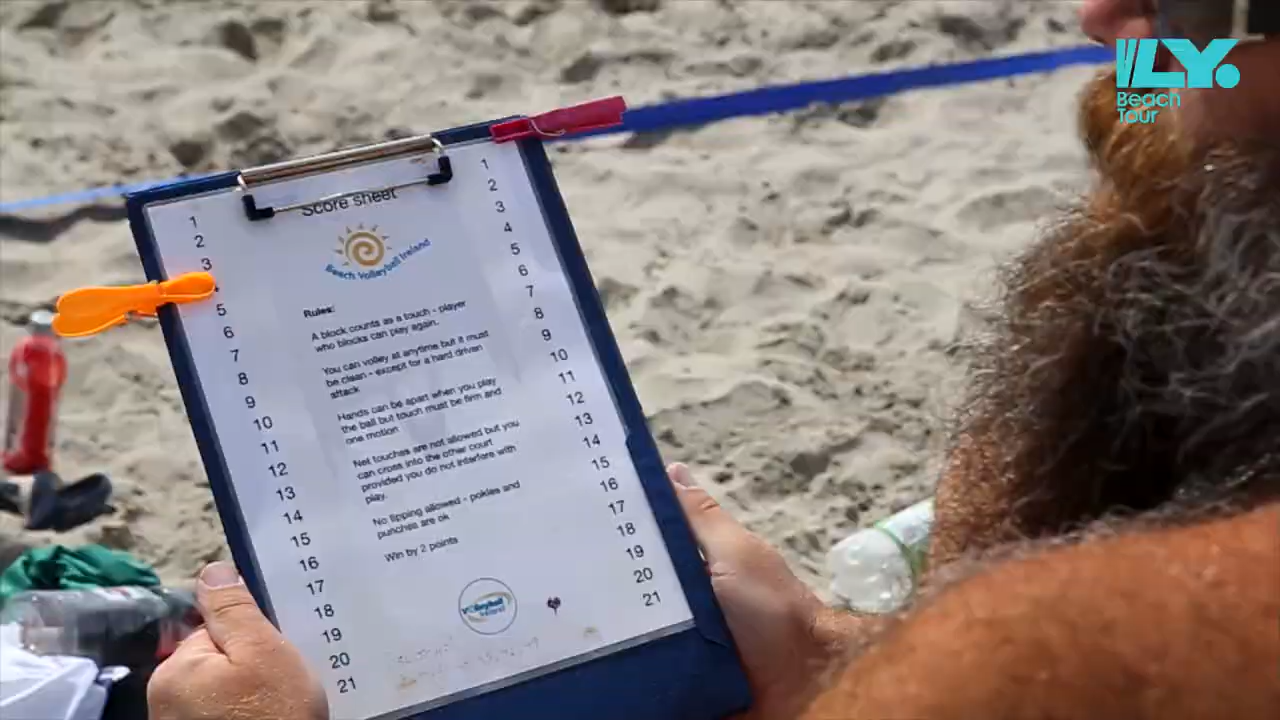 VLY.
Beach
Tour
Score sheet
Beach Volleyball Ireland
Rules:
A block counts as a touch - player
who blocks can play again.
You can volley at anytime but it must
be clean - except for a hard driven
attack
Hands can be apart when you play
the ball but touch must be firm and
one motion
Net touches are not allowed but you
can cross into the other court
provided you do not interfere with
play.
No tipping allowed - pokies and
punches are ok
Win by 2 points
Volleyball
Ireland
1
2
3
5
6
7
8
9
10
11
12
13
14
15
16
17
18
19
20
21
1
2
3
4
5
6
7
8
9
10
11
12
13
14
15
16
17
18
19
20
21